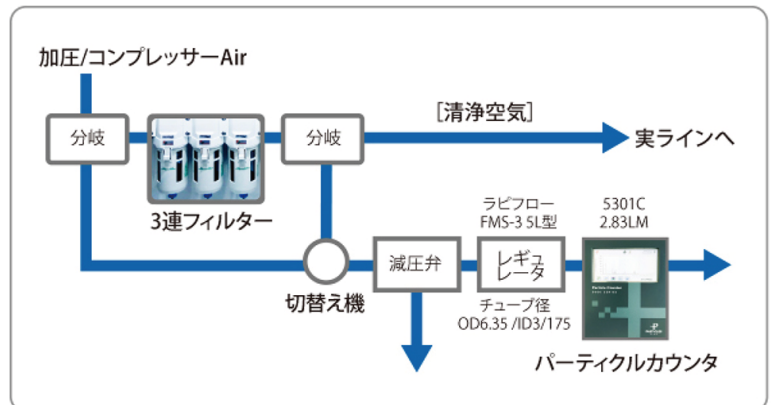 加圧/コンプレッサーAir
分岐
分岐
[清浄空気]
実ラインへ
3連フィルター
ラビフロー
FMS-3 5L型
5301C
2.83LM
減圧弁
レギュ
レータ
切替え機
チューブ径
OD6.35 /ID3/175
Particle Counter
パーティクルカウンタ